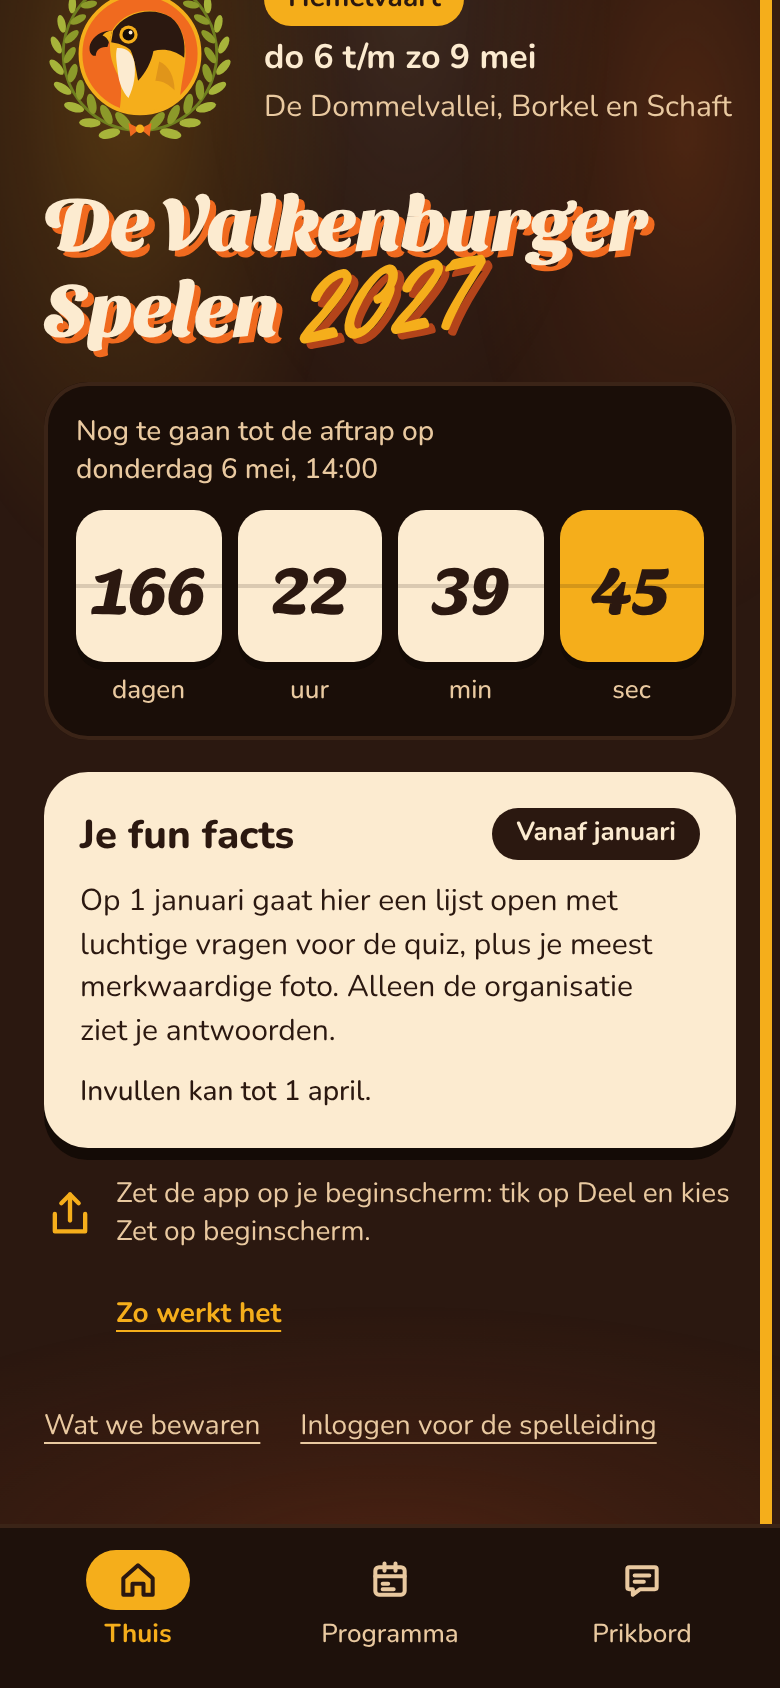 Hemelvaart
do 6 t/m zo 9 mei
De Dommelvallei, Borkel en Schaft
De Valkenburger
Spelen 2027
Nog te gaan tot de aftrap op
donderdag 6 mei, 14:00
166 22 39 45
dagen uur min sec
Je fun facts Vanaf januari
Op 1 januari gaat hier een lijst open met
luchtige vragen voor de quiz, plus je meest
merkwaardige foto. Alleen de organisatie
ziet je antwoorden.
Invullen kan tot 1 april.
Zet de app op je beginscherm: tik op Deel en kies
Zet op beginscherm.
Zo werkt het
Wat we bewaren Inloggen voor de spelleiding
Thuis Programma Prikbord